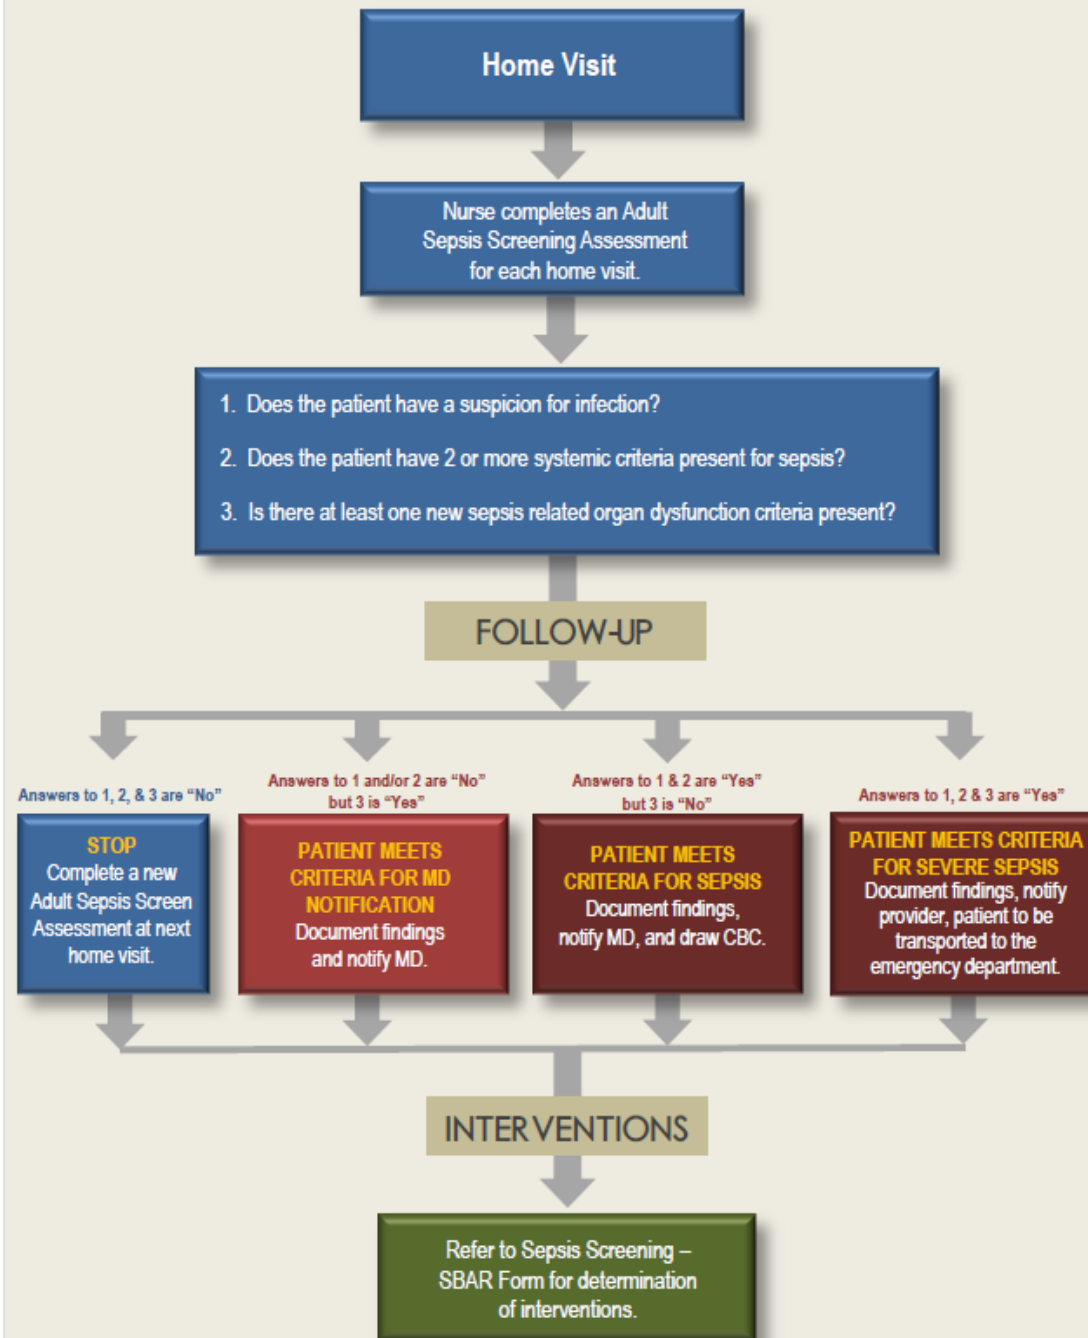 Home Visit
Nurse completes an Adult
Sepsis Screening Assessment
for each home visit.
1. Does the patient have a suspicion for infection?
2. Does the patient have 2 or more systemic criteria present for sepsis?
3. Is there at least one new sepsis related organ dysfunction criteria present?
FOLLOW-UP
Answers to 1, 2, & 3 are “No”
STOP
Complete a new
Adult Sepsis Screen
Assessment at next
home visit.
Answers to 1 and/or 2 are “No”
but 3 is “Yes”
PATIENT MEETS
CRITERIA FOR MD
NOTIFICATION
Document findings
and notify MD.
Answers to 1 & 2 are “Yes”
but 3 is “No”
PATIENT MEETS
CRITERIA FOR SEPSIS
Document findings,
notify MD, and draw CBC.
Answers to 1, 2 & 3 are “Yes”
PATIENT MEETS CRITERIA
FOR SEVERE SEPSIS
Document findings, notify
provider, patient to be
transported to the
emergency department.
INTERVENTIONS
Refer to Sepsis Screening –
SBAR Form for determination
of interventions.